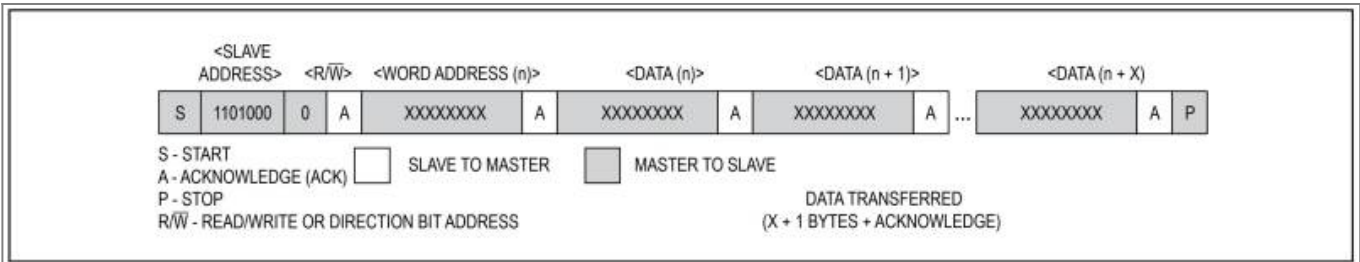 <SLAVE
ADDRESS> <R/W̅> <WORD ADDRESS (n)> <DATA (n)> <DATA (n + 1)> <DATA (n + X)
S 1101000 0 A XXXXXXXX A XXXXXXXX A XXXXXXXX A ... XXXXXXXX A P
S - START
A - ACKNOWLEDGE (ACK) SLAVE TO MASTER MASTER TO SLAVE
P - STOP DATA TRANSFERRED
R/W̅ - READ/WRITE OR DIRECTION BIT ADDRESS (X + 1 BYTES + ACKNOWLEDGE)